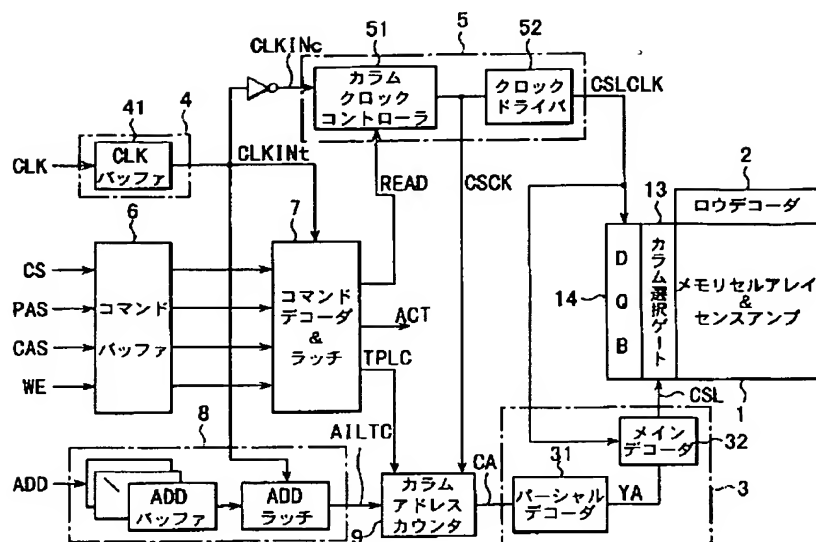 51
5
52
CLKINc
カラム
クロック
コントローラ
クロック
ドライバ
CSLCLK
41
4
CLK
CLK
バッファ
CLKINt
READ
CSCK
2
13
ロウデコーダ
6
7
CS
PAS
CAS
WE
コマンド
バッファ
コマンド
デコーダ
&
ラッチ
ACT
TPLC
14
D
Q
B
カラム選択ゲート
メモリセルアレイ
&
センスアンプ
CSL
1
8
AILTC
ADD
ADD
バッファ
ADD
ラッチ
カラム
アドレス
カウンタ
9
CA
31
パーシャル
デコーダ
YA
メイン
デコーダ
32
3